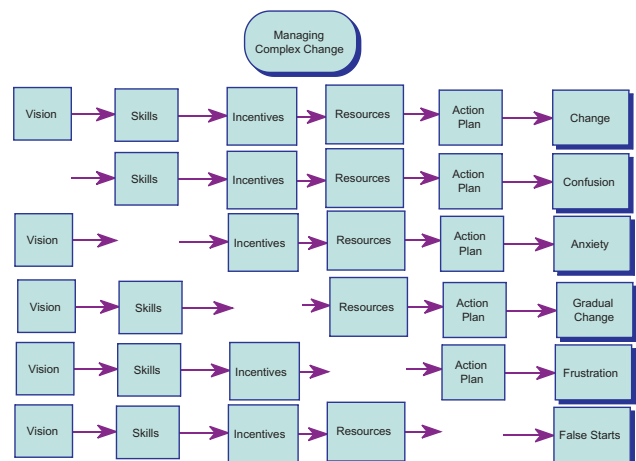 Managing
Complex Change
Vision Skills Incentives Resources Action Plan Change
Skills Incentives Resources Action Plan Confusion
Vision Incentives Resources Action Plan Anxiety
Vision Skills Resources Action Plan Gradual Change
Vision Skills Incentives Action Plan Frustration
Vision Skills Incentives Resources False Starts